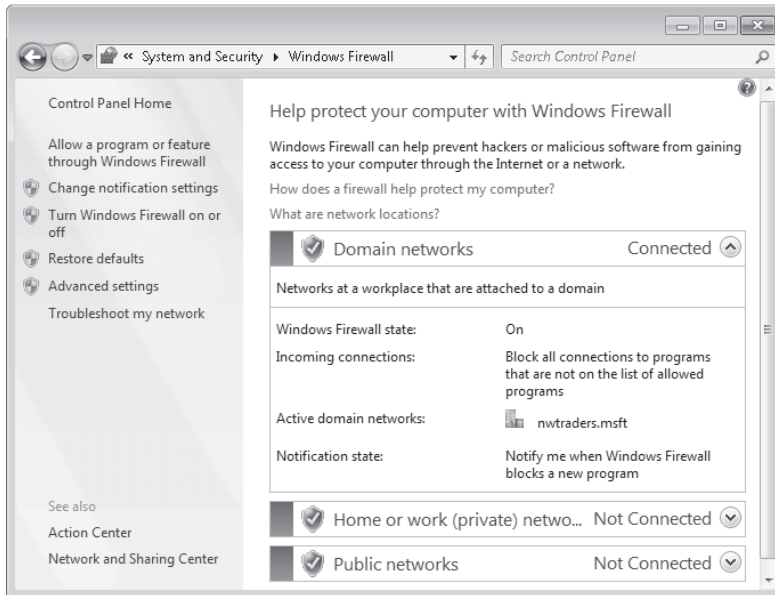 « System and Security ▸ Windows Firewall
Search Control Panel
Control Panel Home
Allow a program or feature
through Windows Firewall
Change notification settings
Turn Windows Firewall on or
off
Restore defaults
Advanced settings
Troubleshoot my network
See also
Action Center
Network and Sharing Center
Help protect your computer with Windows Firewall
Windows Firewall can help prevent hackers or malicious software from gaining
access to your computer through the Internet or a network.
How does a firewall help protect my computer?
What are network locations?
Domain networks Connected
Networks at a workplace that are attached to a domain
Windows Firewall state: On
Incoming connections: Block all connections to programs
that are not on the list of allowed
programs
Active domain networks: nwtraders.msft
Notification state: Notify me when Windows Firewall
blocks a new program
Home or work (private) netwo... Not Connected
Public networks Not Connected